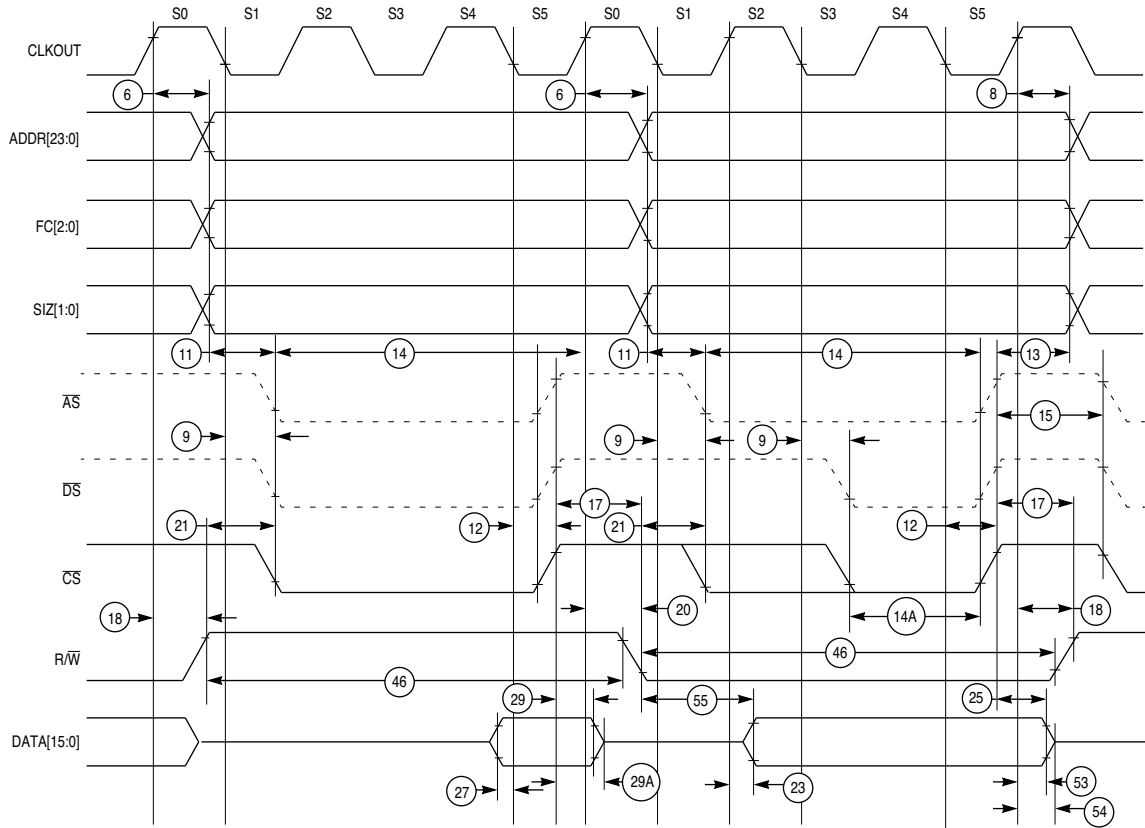 S0 S1 S2 S3 S4 S5 S0 S1 S2 S3 S4 S5
CLKOUT
6 6 8
ADDR[23:0]
FC[2:0]
SIZ[1:0]
11 14 11 14 13
AS
15
9 9 9
DS
17 17
21 12 21 12
CS
18 20 14A 18
R/W
46 46
29 55 25
DATA[15:0]
27 29A 23 53
54